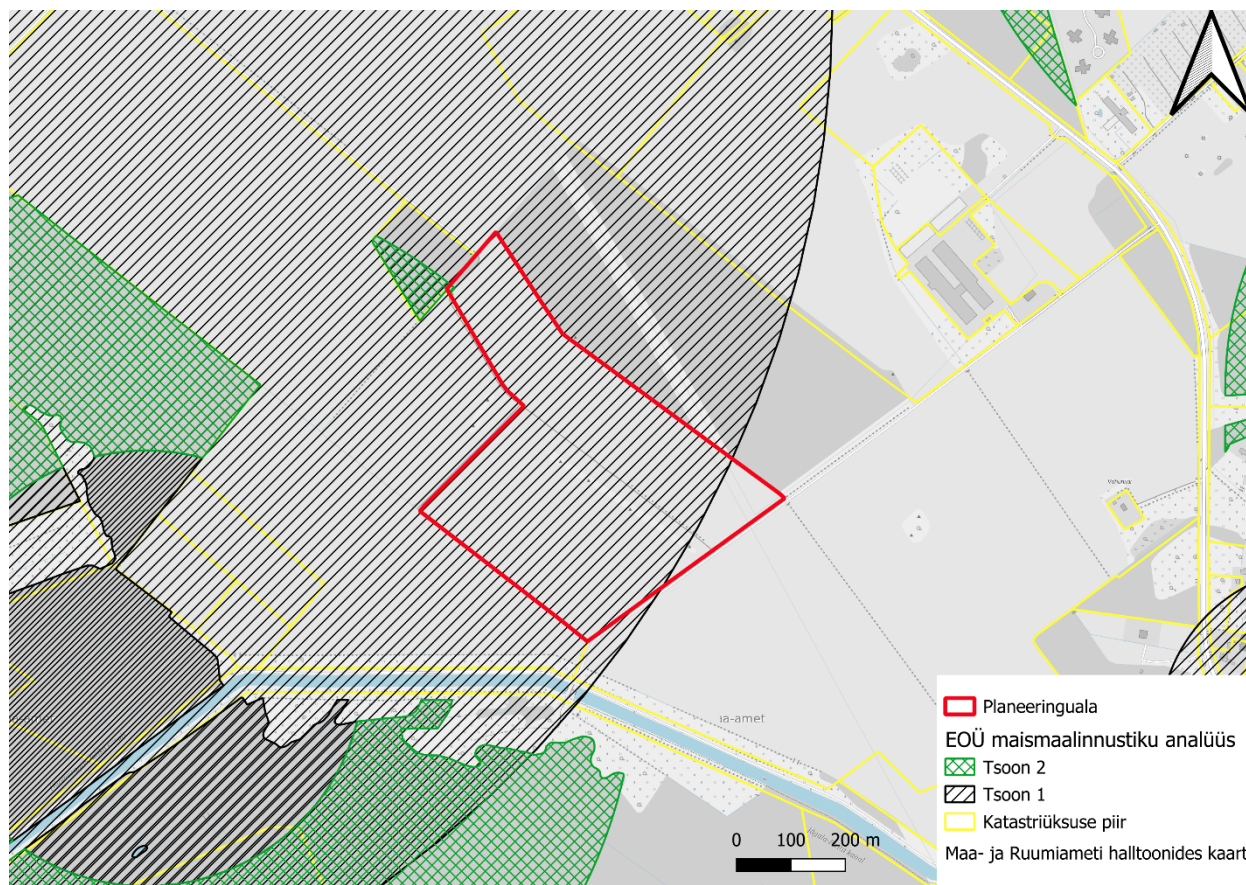 ɿa-amet
Planeeringuala
EOÜ maismaalinnustiku analüüs
Tsoon 2
Tsoon 1
Katastriüksuse piir
Maa- ja Ruumiameti halltoonides kaart
0 100 200 m